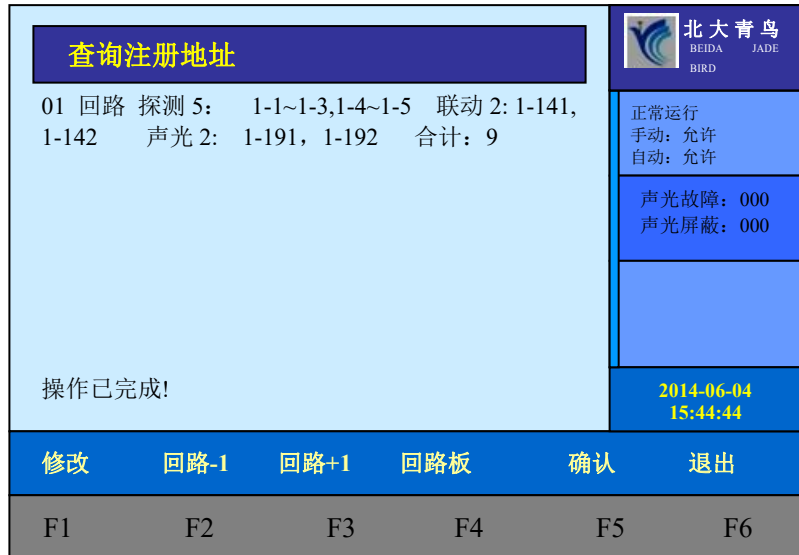 查询注册地址
01 回路 探测 5： 1-1~1-3,1-4~1-5 联动 2: 1-141,
1-142 声光 2: 1-191，1-192 合计：9
操作已完成!
北大青鸟
BEIDA JADE
BIRD
正常运行
手动：允许
自动：允许
声光故障：000
声光屏蔽：000
2014-06-04
15:44:44
修改 回路-1 回路+1 回路板 确认 退出
F1 F2 F3 F4 F5 F6